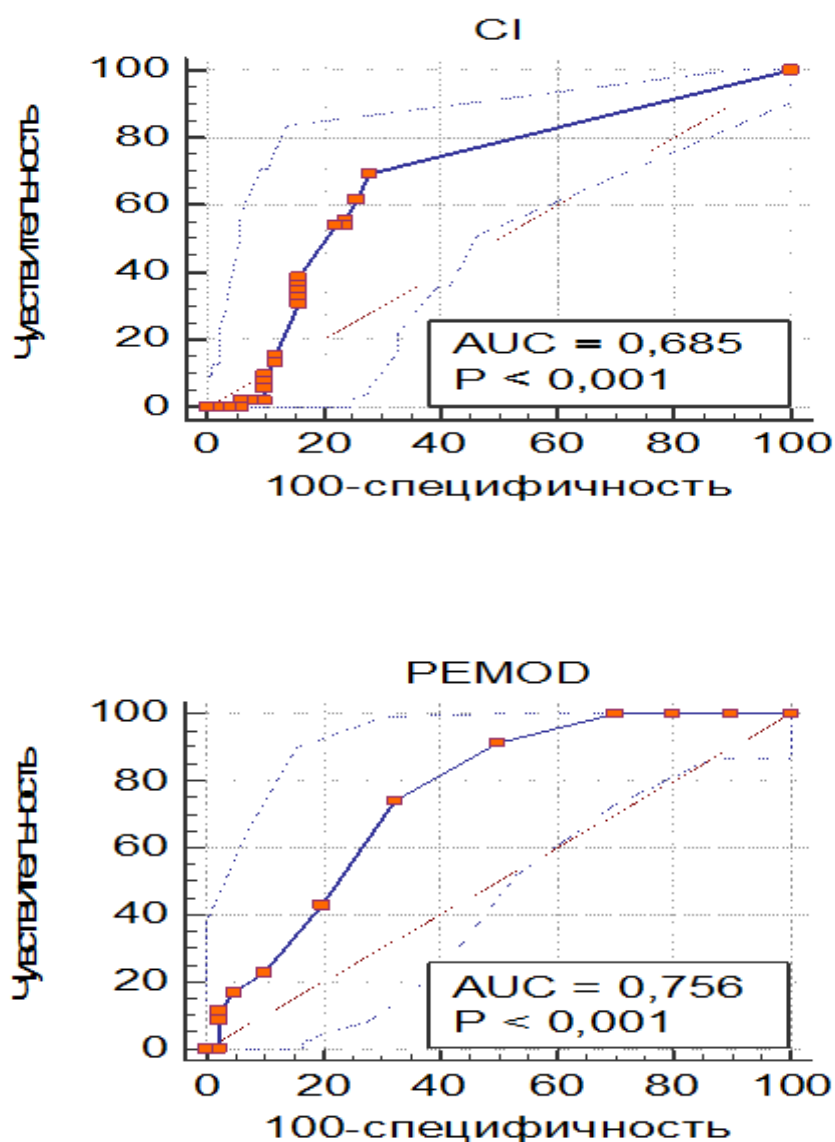 CI
100
80
60
40
20
0
Чувствительность
AUC = 0,685
P < 0,001
0 20 40 60 80 100
100-специфичность
PEMOD
100
80
60
40
20
0
Чувствительность
AUC = 0,756
P < 0,001
0 20 40 60 80 100
100-специфичность